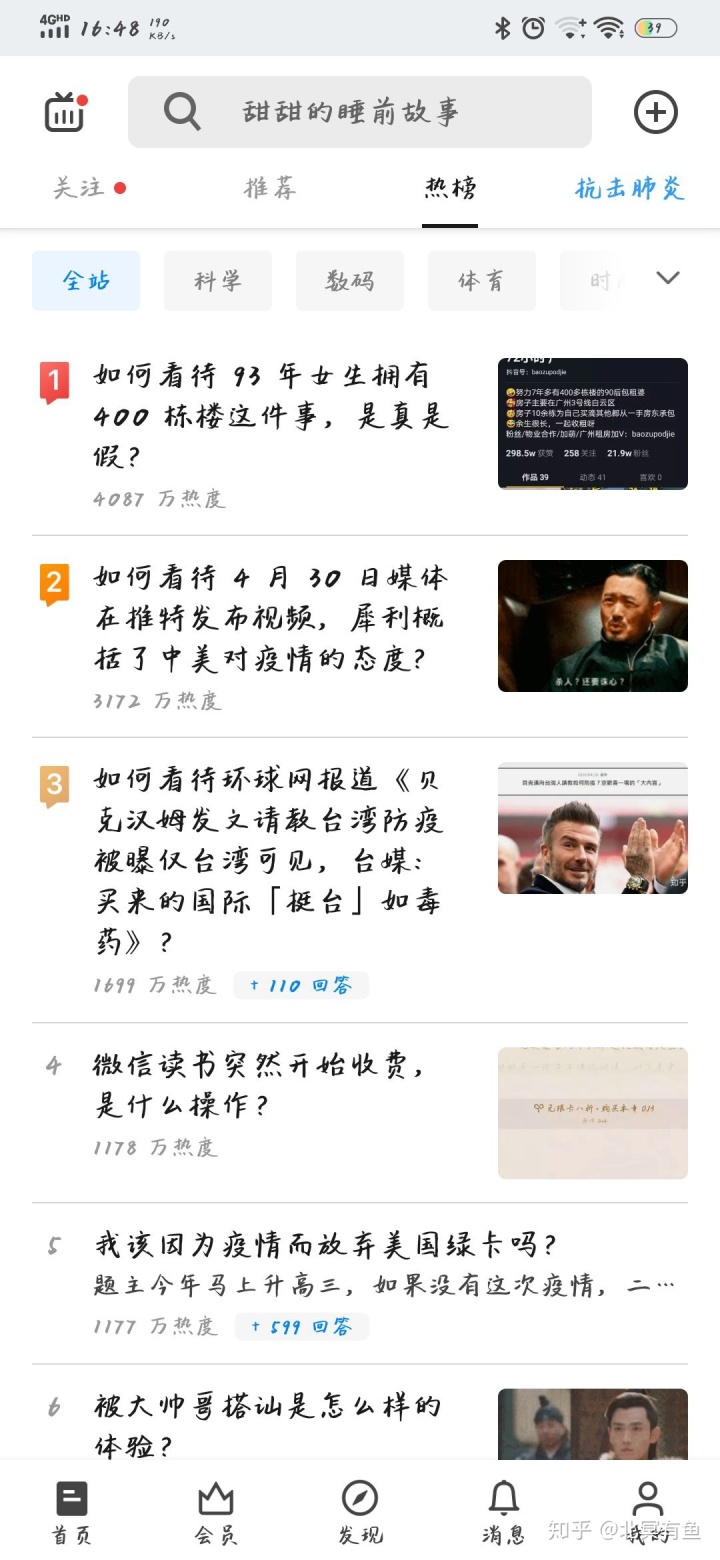 4GHD 16:48 190 KB/s 39
甜甜的睡前故事
关注 推荐 热榜 抗击肺炎
全站 科学 数码 体育 时
1 如何看待 93 年女生拥有
400 栋楼这件事，是真是
假？
4087 万热度
72小时）
抖音号：baozupodjie
努力7年多有400多栋楼的90后包租婆
房子主要在广州3号线白云区
房子10余栋为自己买滴其他都从一手房东承包
余生很长，一起收租呀
粉丝/物业合作/加萌/广州租房加V：baozupodjie
298.5w 获赞 258 关注 21.9w 粉丝
作品 39 动态 41 喜欢 0
2 如何看待 4 月 30 日媒体
在推特发布视频，犀利概
括了中美对疫情的态度？
3172 万热度
杀人？还要诛心？
3 如何看待环球网报道《贝
克汉姆发文请教台湾防疫
被曝仅台湾可见，台媒：
买来的国际「挺台」如毒
药》？
1699 万热度 + 110 回答
知乎
4 微信读书突然开始收费，
是什么操作？
1178 万热度
无限卡八折·购买本书
5 我该因为疫情而放弃美国绿卡吗？
题主今年马上升高三，如果没有这次疫情，二…
1177 万热度 + 599 回答
6 被大帅哥搭讪是怎么样的
体验？
首页 会员 发现 消息 我的
知乎 @北冥有鱼